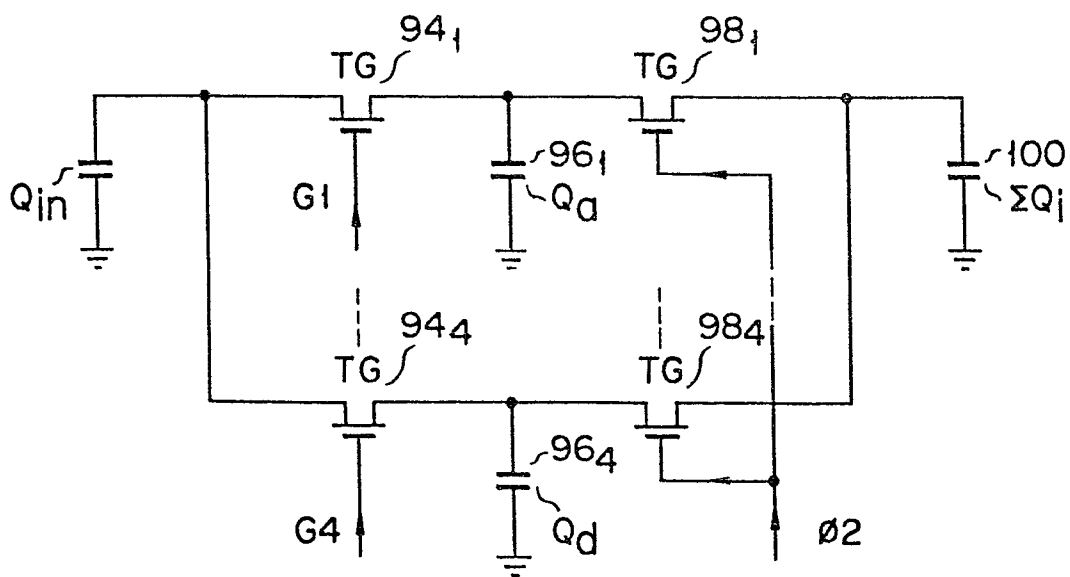 TG 94₁
TG 98₁
Qin
G1
96₁
Qa
100
ΣQi
TG 94₄
TG 98₄
G4
96₄
Qd
Ø2